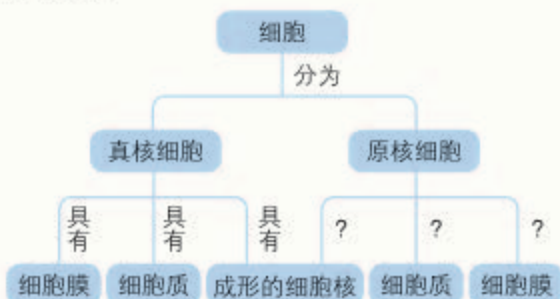 细胞
分为
真核细胞 原核细胞
具有 具有 具有 ? ? ?
细胞膜 细胞质 成形的细胞核 细胞质 细胞膜